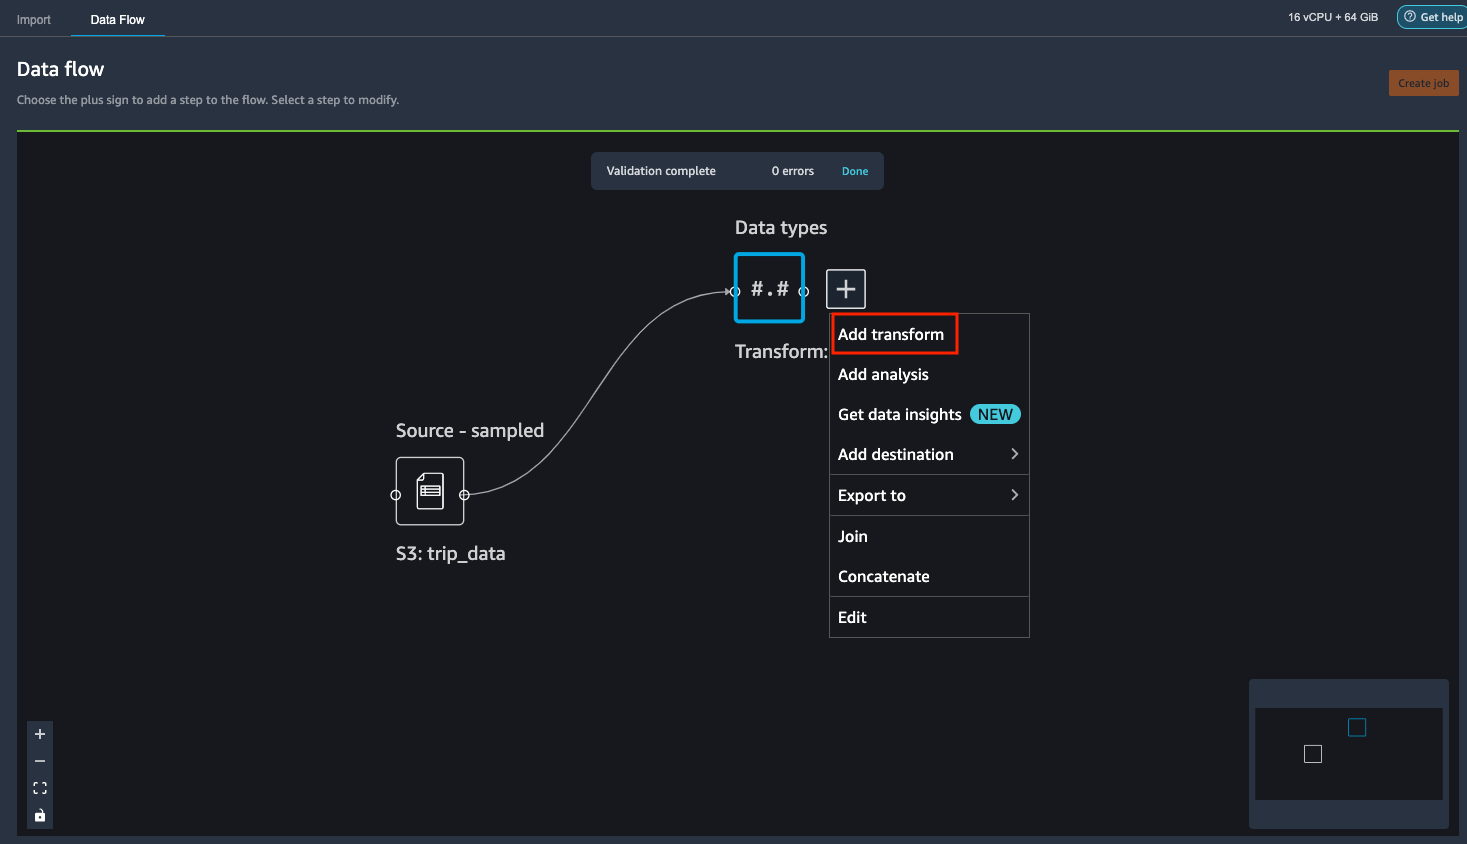 Import
Data Flow
16 vCPU + 64 GiB
Get help
Data flow
Choose the plus sign to add a step to the flow. Select a step to modify.
Create job
Validation complete
0 errors
Done
Data types
#.#
Transform:
Add transform
Add analysis
Get data insights NEW
Add destination
Export to
Join
Concatenate
Edit
Source - sampled
S3: trip_data